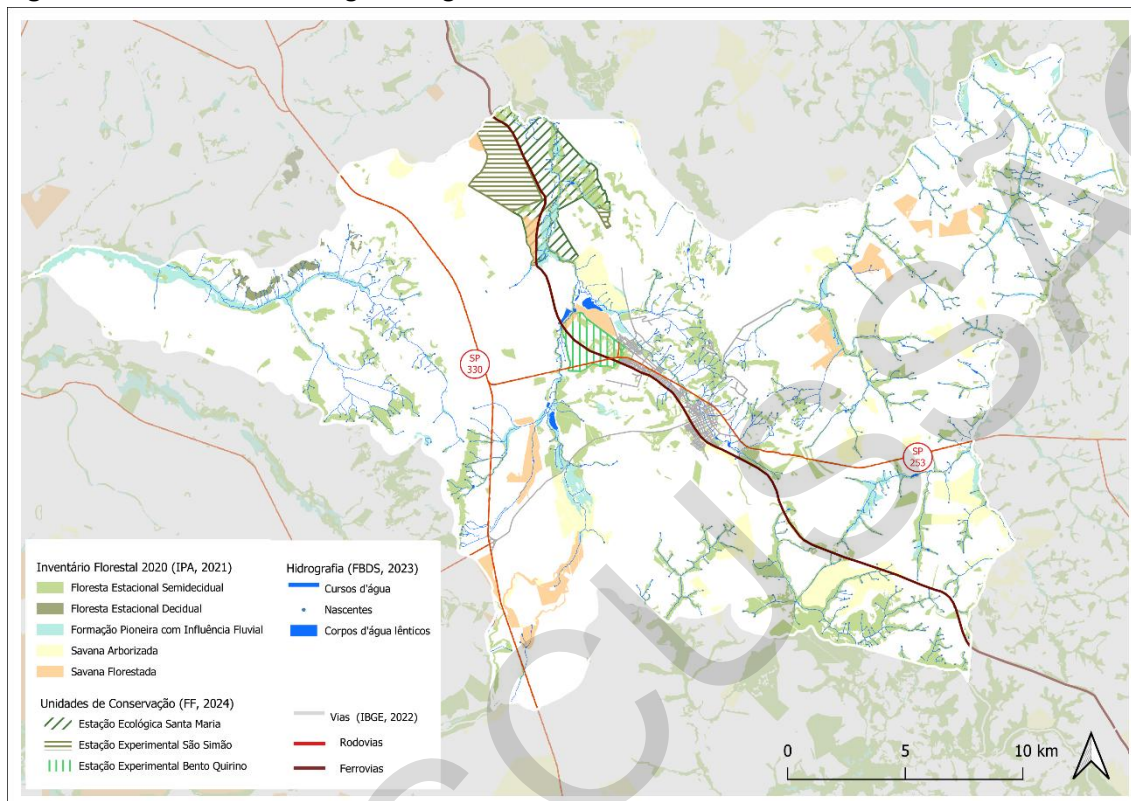 SP
330
SP
253
Inventário Florestal 2020 (IPA, 2021)
Floresta Estacional Semidecidual
Floresta Estacional Decidual
Formação Pioneira com Influência Fluvial
Savana Arborizada
Savana Florestada
Hidrografia (FBDS, 2023)
Cursos d'água
Nascentes
Corpos d'água lênticos
Unidades de Conservação (FF, 2024)
Estação Ecológica Santa Maria
Estação Experimental São Simão
Estação Experimental Bento Quirino
Vias (IBGE, 2022)
Rodovias
Ferrovias
0 5 10 km